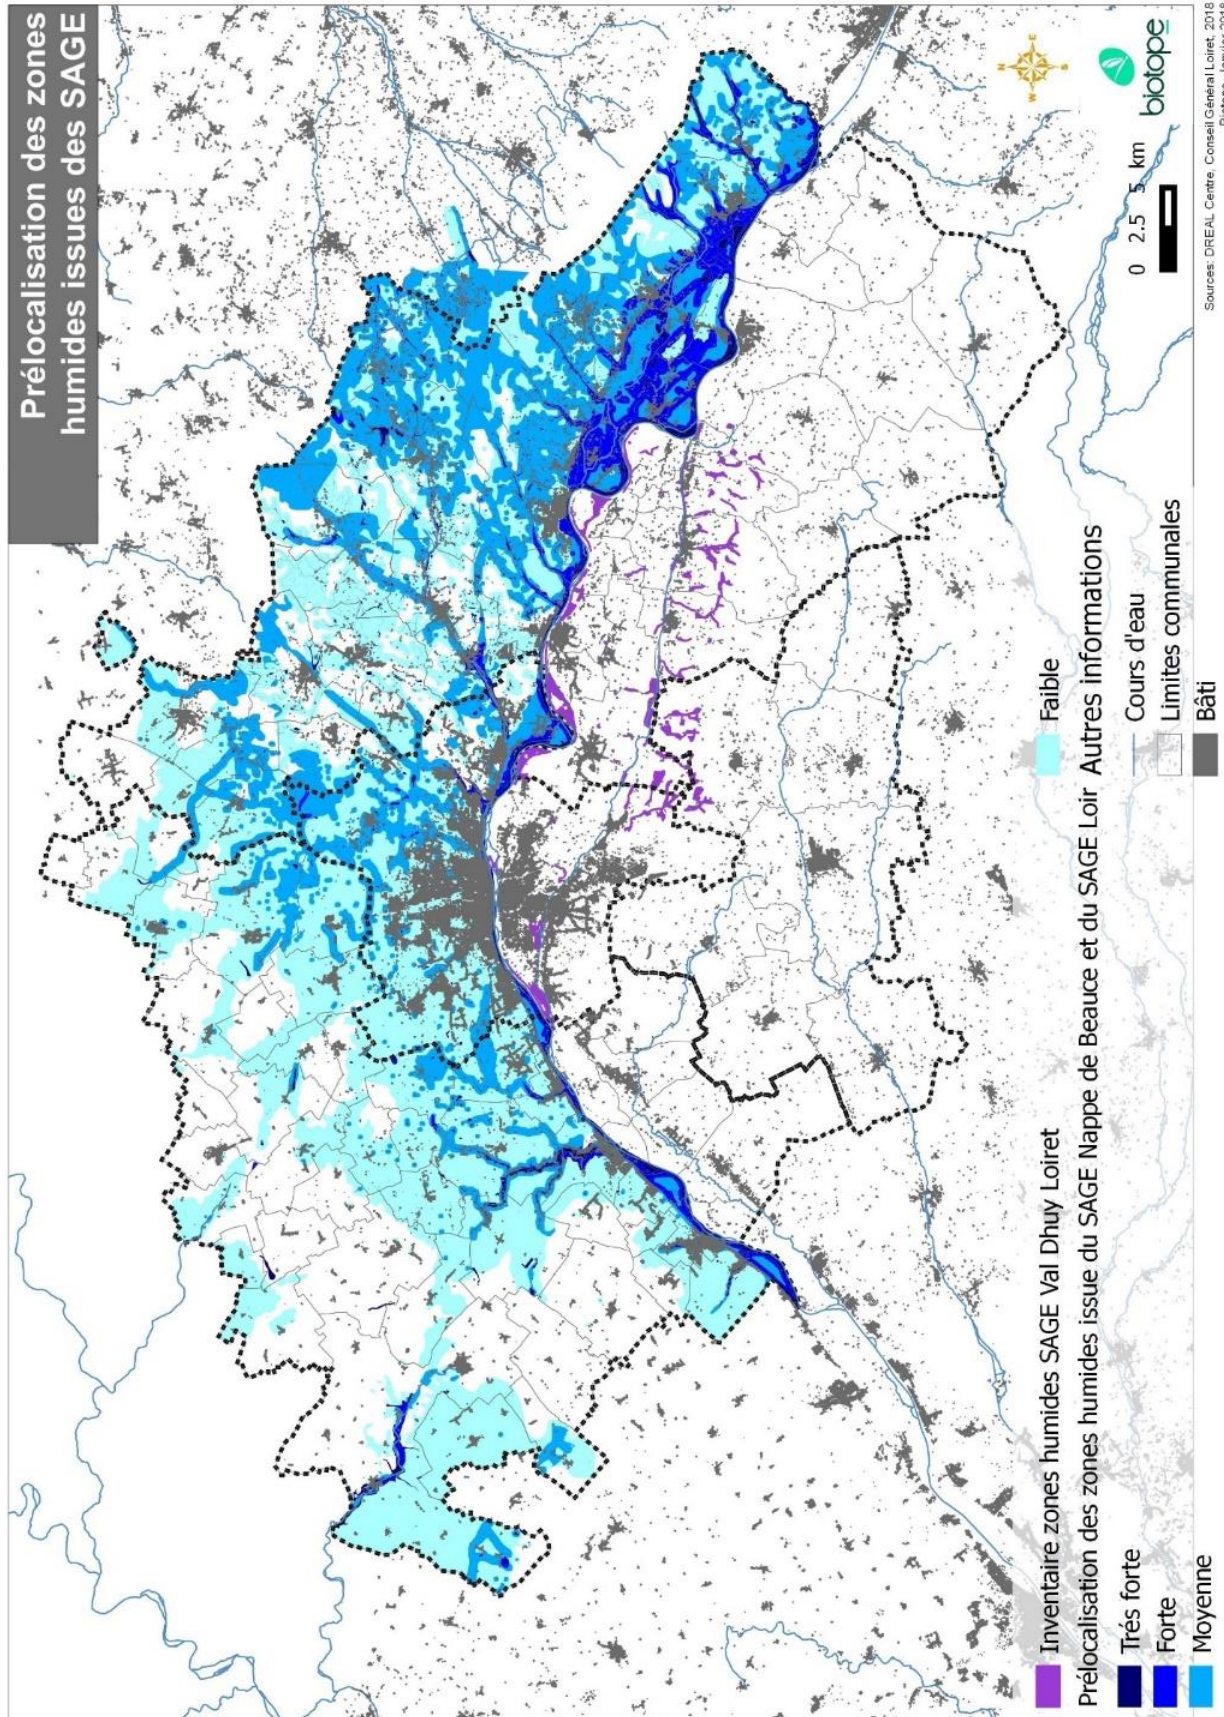 Prélocalisation des zones
humides issues des SAGE
N
E
S
W
biotope
0 2.5 5 km
Sources: DREAL Centre, Conseil Général Loiret, 2018
Inventaire zones humides SAGE Val Dhuy Loiret
Prélocalisation des zones humides issue du SAGE Nappe de Beauce et du SAGE Loir
Trés forte
Forte
Moyenne
Faible
Autres informations
Cours d'eau
Limites communales
Bâti